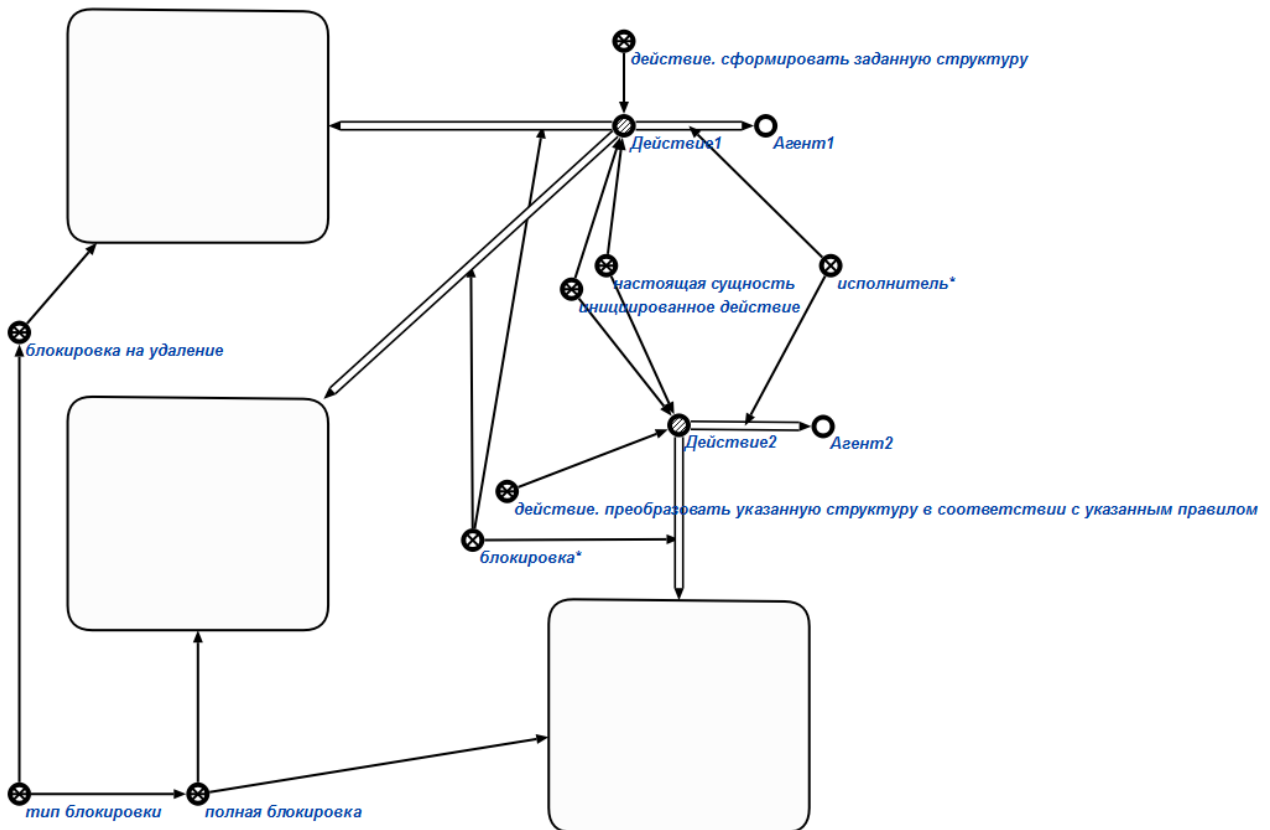 действие. сформировать заданную структуру
Действие1
Агент1
настоящая сущность
исполнитель*
инициированное действие
блокировка на удаление
Действие2
Агент2
действие. преобразовать указанную структуру в соответствии с указанным правилом
блокировка*
тип блокировки
полная блокировка